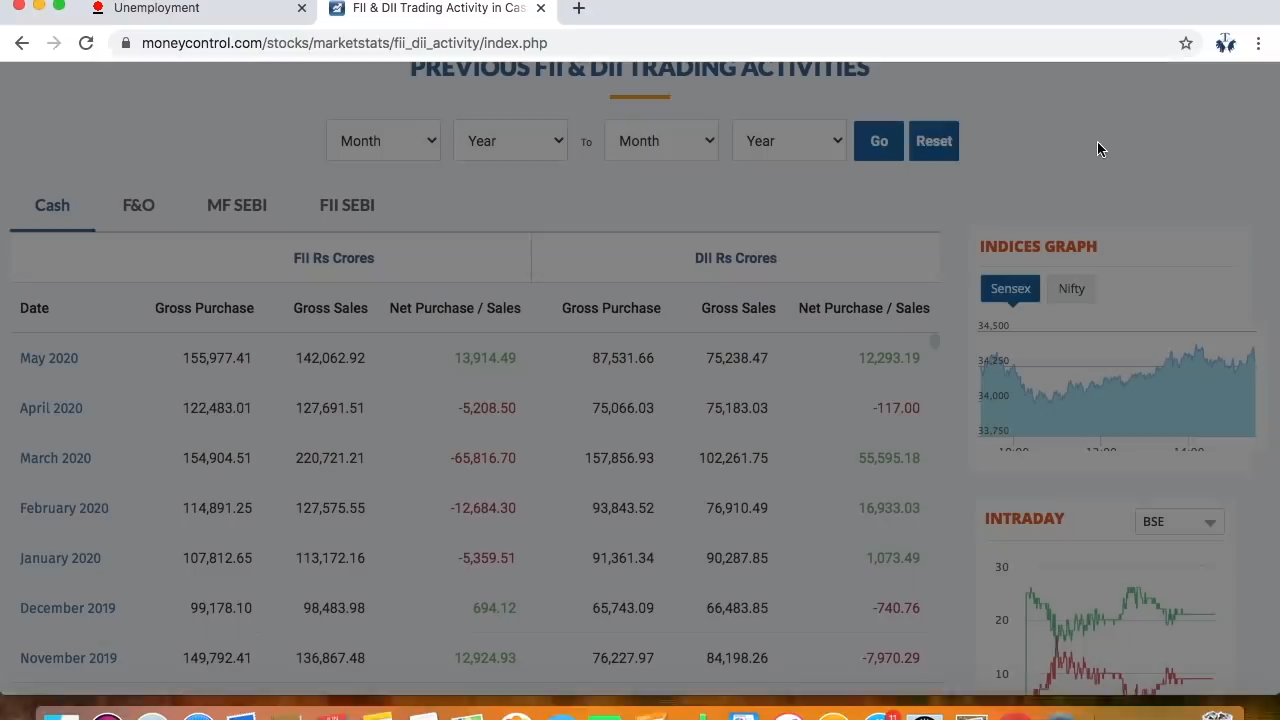 Unemployment
FII & DII Trading Activity in Cas
moneycontrol.com/stocks/marketstats/fii_dii_activity/index.php
PREVIOUS FII & DII TRADING ACTIVITIES
Month Year To Month Year Go Reset
Cash F&O MF SEBI FII SEBI
FII Rs Crores DII Rs Crores
Date Gross Purchase Gross Sales Net Purchase / Sales Gross Purchase Gross Sales Net Purchase / Sales
May 2020 155,977.41 142,062.92 13,914.49 87,531.66 75,238.47 12,293.19
April 2020 122,483.01 127,691.51 -5,208.50 75,066.03 75,183.03 -117.00
March 2020 154,904.51 220,721.21 -65,816.70 157,856.93 102,261.75 55,595.18
February 2020 114,891.25 127,575.55 -12,684.30 93,843.52 76,910.49 16,933.03
January 2020 107,812.65 113,172.16 -5,359.51 91,361.34 90,287.85 1,073.49
December 2019 99,178.10 98,483.98 694.12 65,743.09 66,483.85 -740.76
November 2019 149,792.41 136,867.48 12,924.93 76,227.97 84,198.26 -7,970.29
INDICES GRAPH
Sensex Nifty
34,500
34,250
34,000
33,750
INTRADAY BSE
30
20
10
11